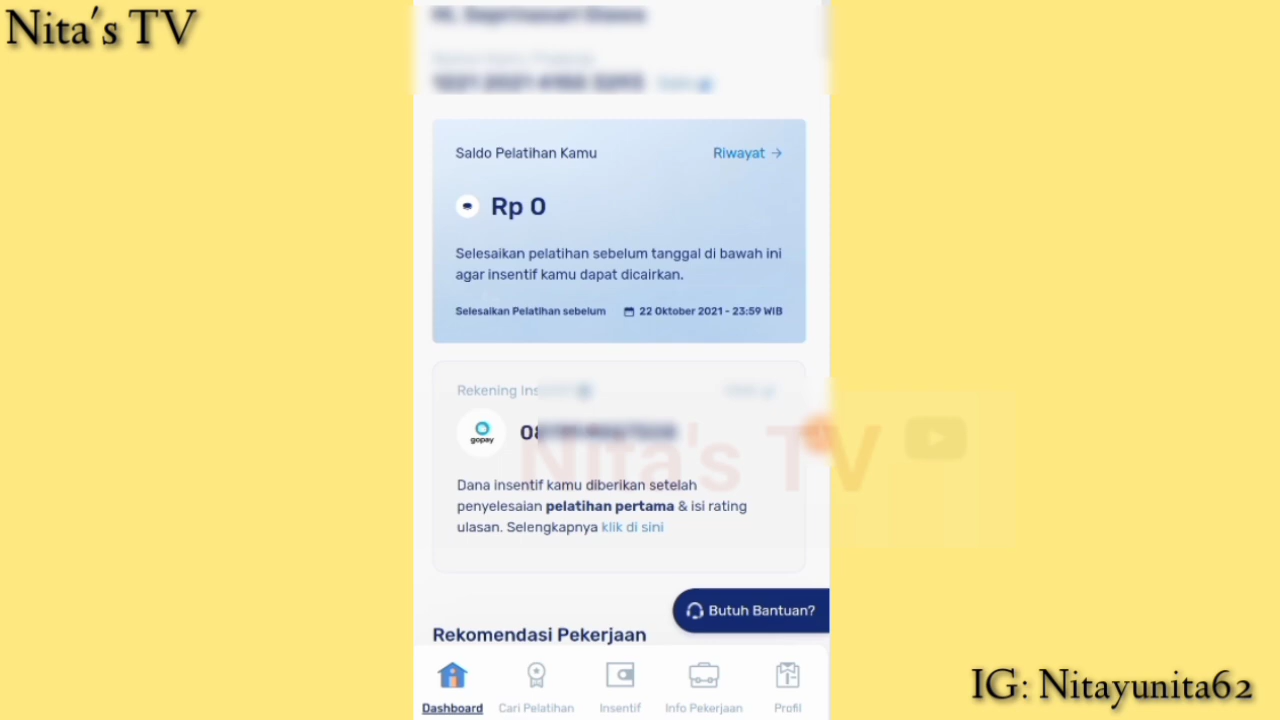 Nita's TV
Saldo Pelatihan Kamu
Riwayat →
Rp 0
Selesaikan pelatihan sebelum tanggal di bawah ini
agar insentif kamu dapat dicairkan.
Selesaikan Pelatihan sebelum
22 Oktober 2021 - 23:59 WIB
Rekening
gopay
Nita's TV
Dana insentif kamu diberikan setelah
penyelesaian pelatihan pertama & isi rating
ulasan. Selengkapnya klik di sini
Butuh Bantuan?
Rekomendasi Pekerjaan
Dashboard
Cari Pelatihan
Insentif
Info Pekerjaan
Profil
IG: Nitayunita62